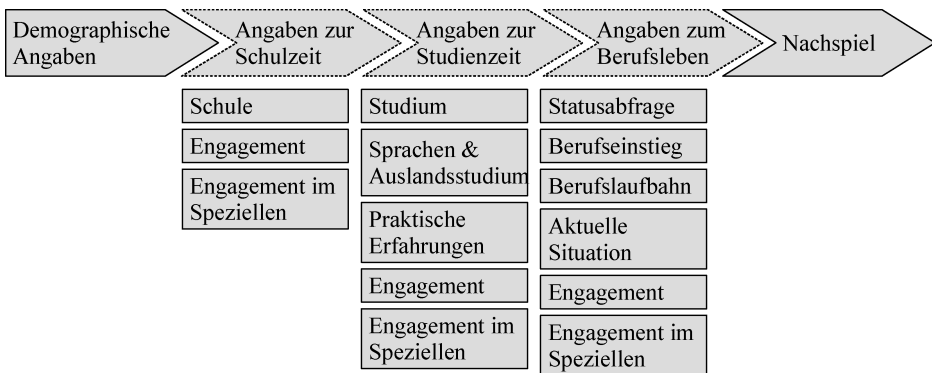 Demographische
Angaben
Angaben zur
Schulzeit
Angaben zur
Studienzeit
Angaben zum
Berufsleben
Nachspiel
Schule
Engagement
Engagement im
Speziellen
Studium
Sprachen &
Auslandsstudium
Praktische
Erfahrungen
Engagement
Engagement im
Speziellen
Statusabfrage
Berufseinstieg
Berufslaufbahn
Aktuelle
Situation
Engagement
Engagement im
Speziellen